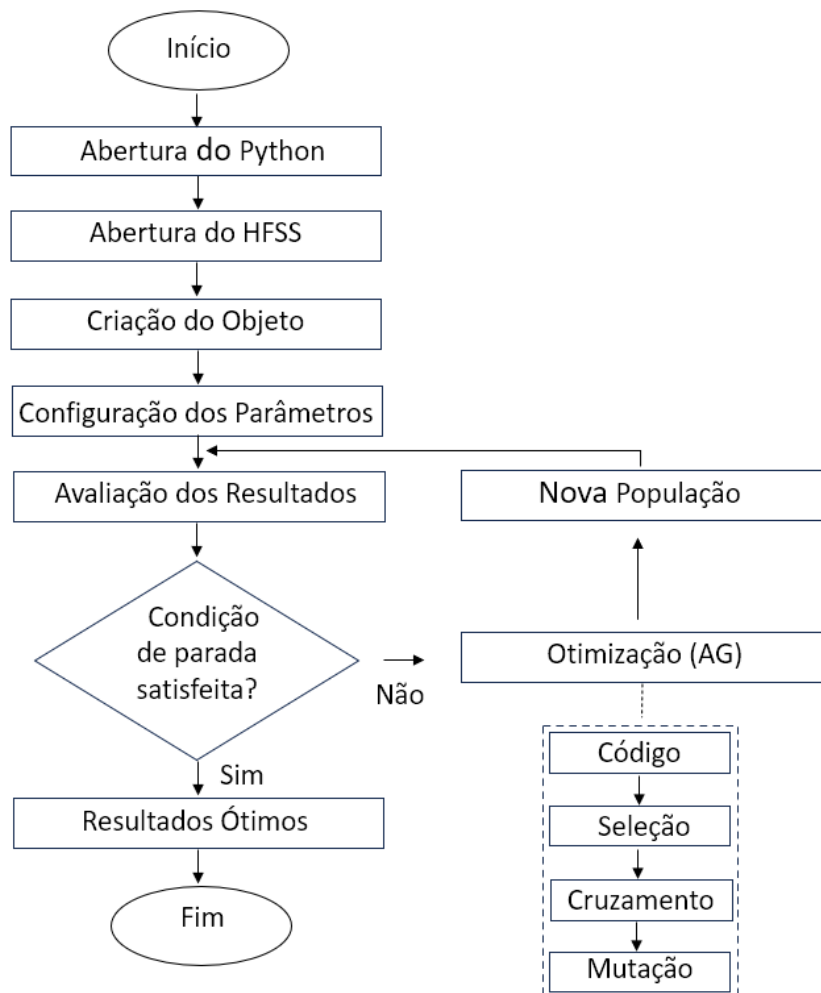 Início
Abertura do Python
Abertura do HFSS
Criação do Objeto
Configuração dos Parâmetros
Avaliação dos Resultados
Nova População
Condição
de parada
satisfeita?
Não
Otimização (AG)
Código
Seleção
Cruzamento
Mutação
Sim
Resultados Ótimos
Fim